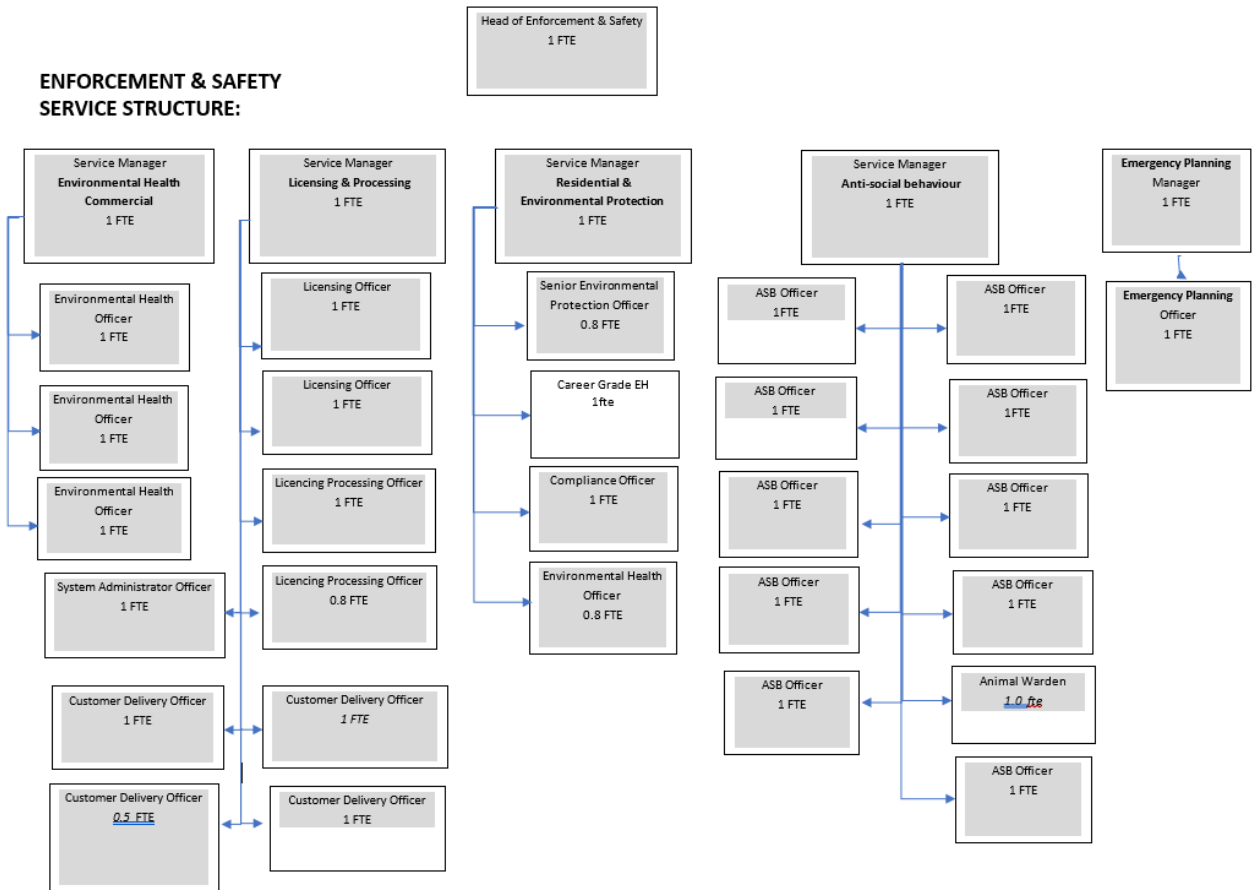 Head of Enforcement & Safety
1 FTE
ENFORCEMENT & SAFETY
SERVICE STRUCTURE:
Service Manager
Environmental Health
Commercial
1 FTE
Service Manager
Licensing & Processing
1 FTE
Service Manager
Residential &
Environmental Protection
1 FTE
Service Manager
Anti-social behaviour
1 FTE
Emergency Planning
Manager
1 FTE
Environmental Health
Officer
1 FTE
Environmental Health
Officer
1 FTE
Environmental Health
Officer
1 FTE
Licensing Officer
1 FTE
Licensing Officer
1 FTE
Licencing Processing Officer
1 FTE
System Administrator Officer
1 FTE
Licencing Processing Officer
0.8 FTE
Customer Delivery Officer
1 FTE
Customer Delivery Officer
1 FTE
Customer Delivery Officer
0.5 FTE
Customer Delivery Officer
1 FTE
Senior Environmental
Protection Officer
0.8 FTE
Career Grade EH
1fte
Compliance Officer
1 FTE
Environmental Health
Officer
0.8 FTE
ASB Officer
1FTE
ASB Officer
1FTE
ASB Officer
1 FTE
ASB Officer
1FTE
ASB Officer
1 FTE
ASB Officer
1 FTE
ASB Officer
1 FTE
ASB Officer
1 FTE
ASB Officer
1 FTE
Animal Warden
1.0 fte
ASB Officer
1 FTE
Emergency Planning
Officer
1 FTE